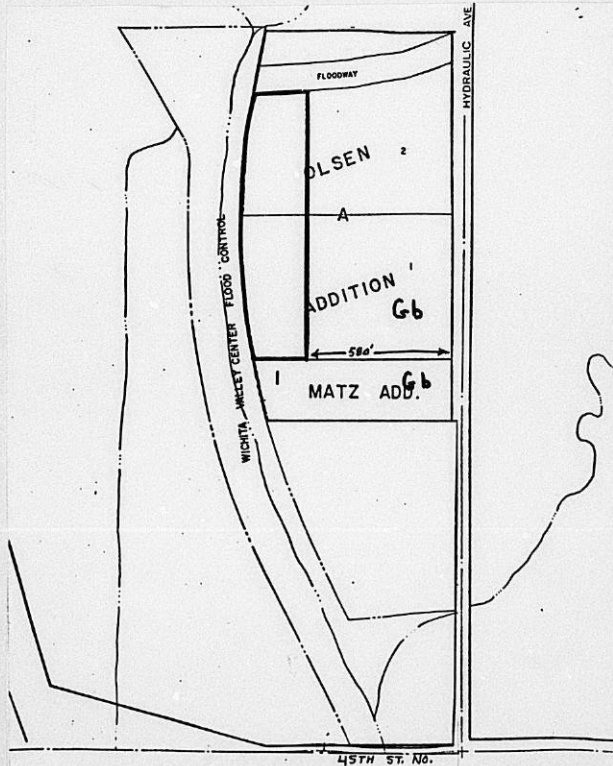 HYDRAULIC AVE
FLOODWAY
OLSEN 2
A
WICHITA VALLEY CENTER FLOOD CONTROL
ADDITION 1
Gb
580'
1
MATZ ADD. Gb
45TH ST. NO.